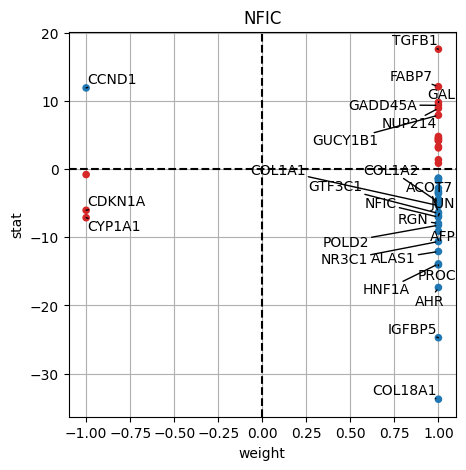 NFIC
20
TGFB1
FABP7
CCND1
GAL
10
GADD45A
NUP214
GUCY1B1
0
COL1A1
COL1A2
GTF3C1
ACOT7
CDKN1A
NFIC
JUN
RGN
CYP1A1
AFP
−10
POLD2
NR3C1
ALAS1
PROC
HNF1A
AHR
−20
IGFBP5
−30
COL18A1
stat
−1.00
−0.75
−0.50
−0.25
0.00
0.25
0.50
0.75
1.00
weight